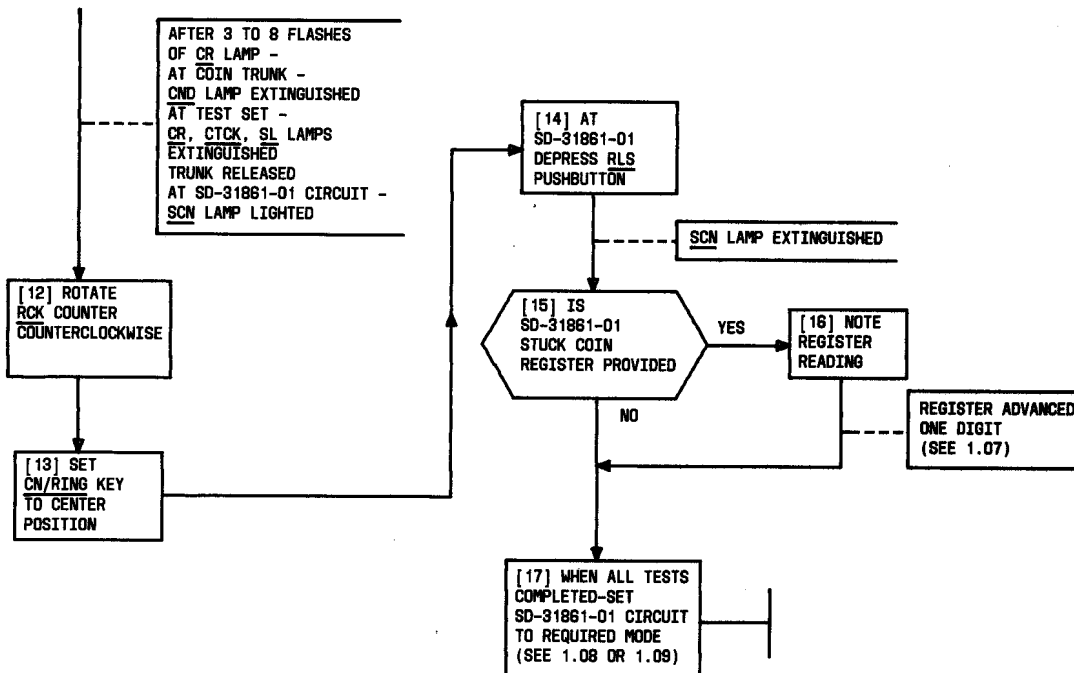 AFTER 3 TO 8 FLASHES
OF CR LAMP -
AT COIN TRUNK -
CND LAMP EXTINGUISHED
AT TEST SET -
CR, CTCK, SL LAMPS
EXTINGUISHED
TRUNK RELEASED
AT SD-31861-01 CIRCUIT -
SCN LAMP LIGHTED
[12] ROTATE
RCK COUNTER
COUNTERCLOCKWISE
[13] SET
CN/RING KEY
TO CENTER
POSITION
[14] AT
SD-31861-01
DEPRESS RLS
PUSHBUTTON
SCN LAMP EXTINGUISHED
[15] IS
SD-31861-01
STUCK COIN
REGISTER PROVIDED
YES
NO
[16] NOTE
REGISTER
READING
REGISTER ADVANCED
ONE DIGIT
(SEE 1.07)
[17] WHEN ALL TESTS
COMPLETED-SET
SD-31861-01 CIRCUIT
TO REQUIRED MODE
(SEE 1.08 OR 1.09)